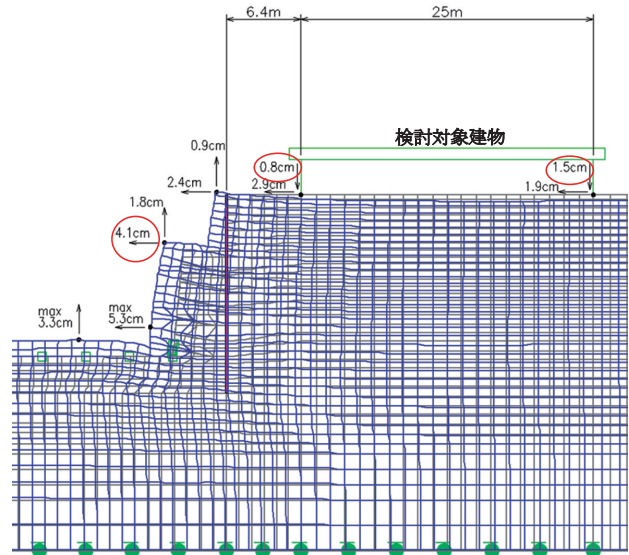 6.4m
25m
検討対象建物
0.9cm
0.8cm
1.5cm
2.4cm
2.9cm
1.9cm
1.8cm
4.1cm
max
3.3cm
max
5.3cm